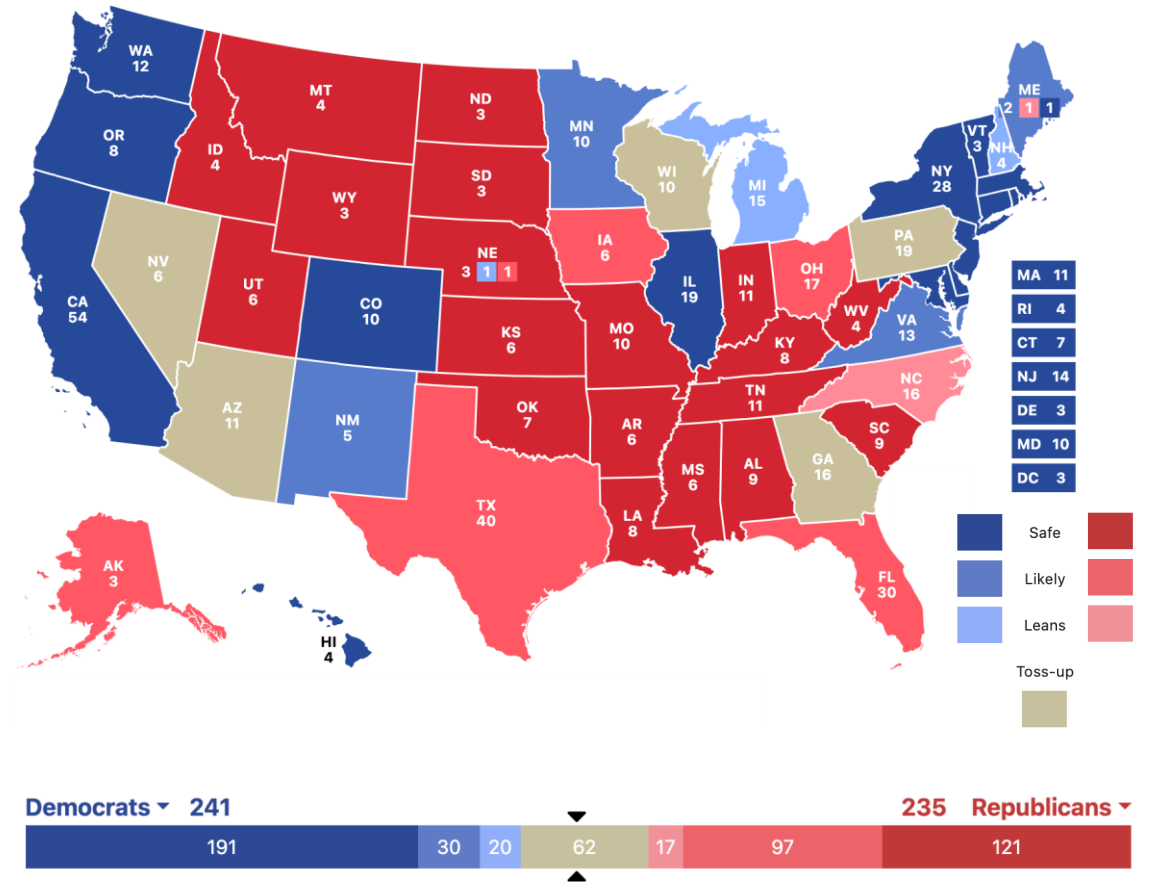 WA
12
OR
8
CA
54
NV
6
ID
4
MT
4
WY
3
UT
6
CO
10
AZ
11
NM
5
ND
3
SD
3
NE
3 1 1
KS
6
OK
7
TX
40
MN
10
IA
6
MO
10
AR
6
LA
8
WI
10
IL
19
MI
15
IN
11
OH
17
KY
8
TN
11
MS
6
AL
9
GA
16
FL
30
SC
9
NC
16
VA
13
WV
4
PA
19
NY
28
VT
3
NH
4
ME
2 1 1
AK
3
HI
4
MA 11
RI 4
CT 7
NJ 14
DE 3
MD 10
DC 3
Safe
Likely
Leans
Toss-up
Democrats 241
235 Republicans
191 30 20 62 17 97 121